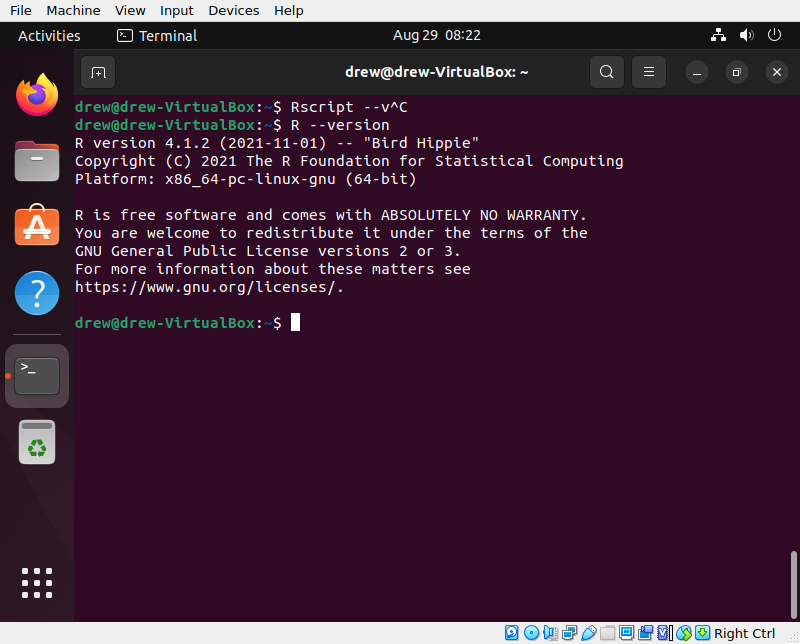 File Machine View Input Devices Help
Activities Terminal Aug 29 08:22
drew@drew-VirtualBox: ~
drew@drew-VirtualBox:~$ Rscript --v^C
drew@drew-VirtualBox:~$ R --version
R version 4.1.2 (2021-11-01) -- "Bird Hippie"
Copyright (C) 2021 The R Foundation for Statistical Computing
Platform: x86_64-pc-linux-gnu (64-bit)
R is free software and comes with ABSOLUTELY NO WARRANTY.
You are welcome to redistribute it under the terms of the
GNU General Public License versions 2 or 3.
For more information about these matters see
https://www.gnu.org/licenses/.
drew@drew-VirtualBox:~$
Right Ctrl